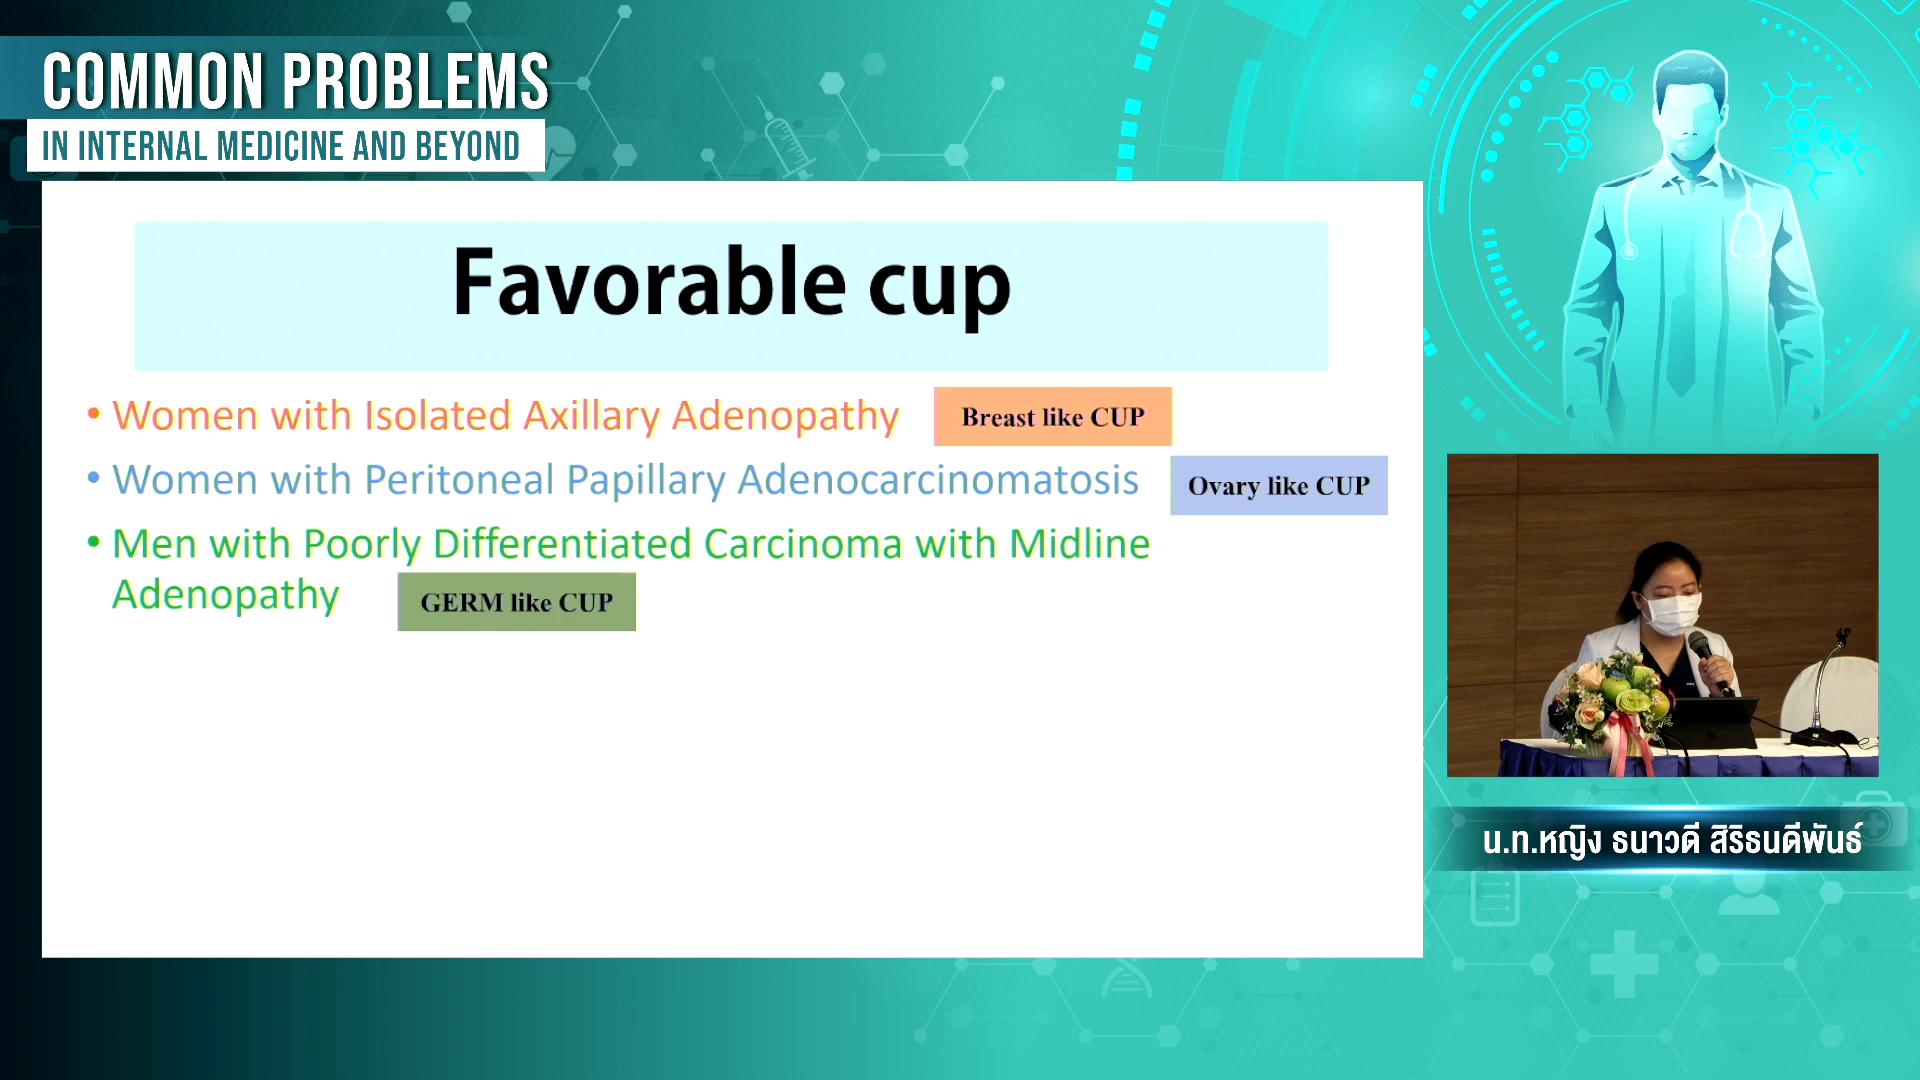 COMMON PROBLEMS
IN INTERNAL MEDICINE AND BEYOND
Favorable cup
• Women with Isolated Axillary Adenopathy
Breast like CUP
• Women with Peritoneal Papillary Adenocarcinomatosis
Ovary like CUP
• Men with Poorly Differentiated Carcinoma with Midline
Adenopathy
GERM like CUP
น.ท.หญิง ธนาวดี สิริธนดีพันธ์